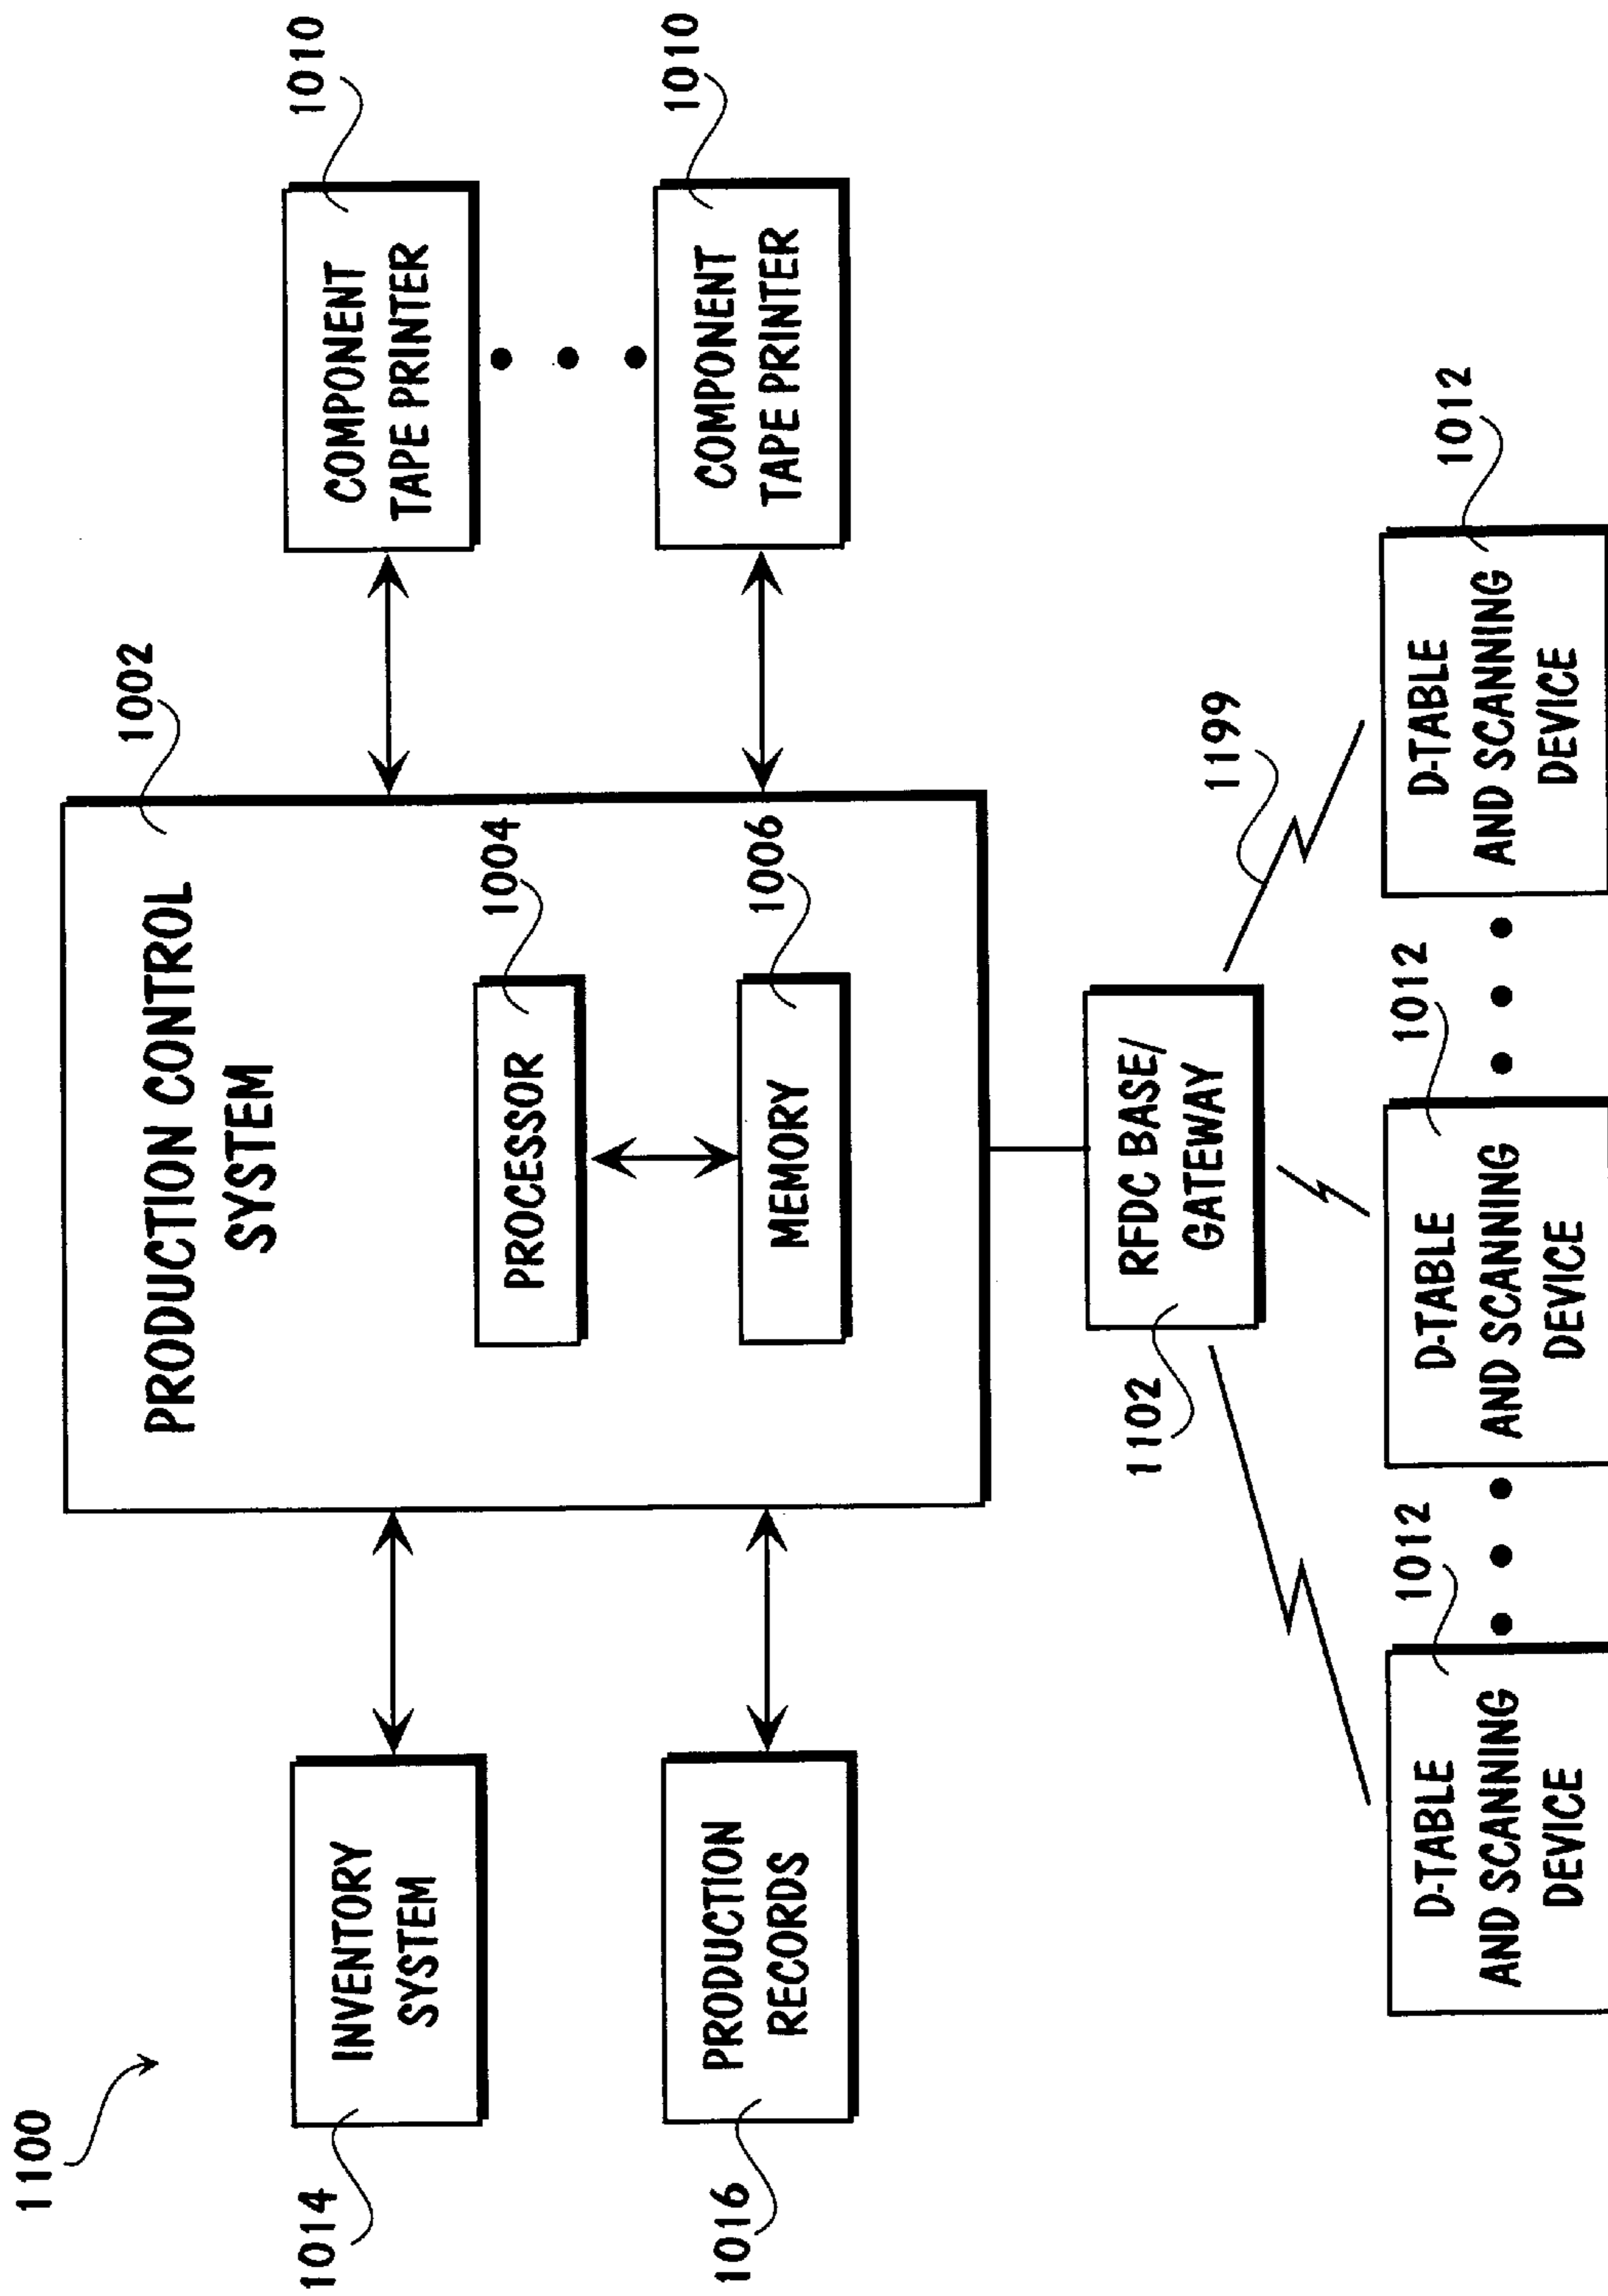 1100
PRODUCTION CONTROL
SYSTEM
1002
PROCESSOR
1004
MEMORY
1006
INVENTORY
SYSTEM
1014
PRODUCTION
RECORDS
1016
COMPONENT
TAPE PRINTER
1010
COMPONENT
TAPE PRINTER
1010
RFDC BASE/
GATEWAY
1102
1199
D-TABLE
AND SCANNING
DEVICE
1012
D-TABLE
AND SCANNING
DEVICE
1012
D-TABLE
AND SCANNING
DEVICE
1012